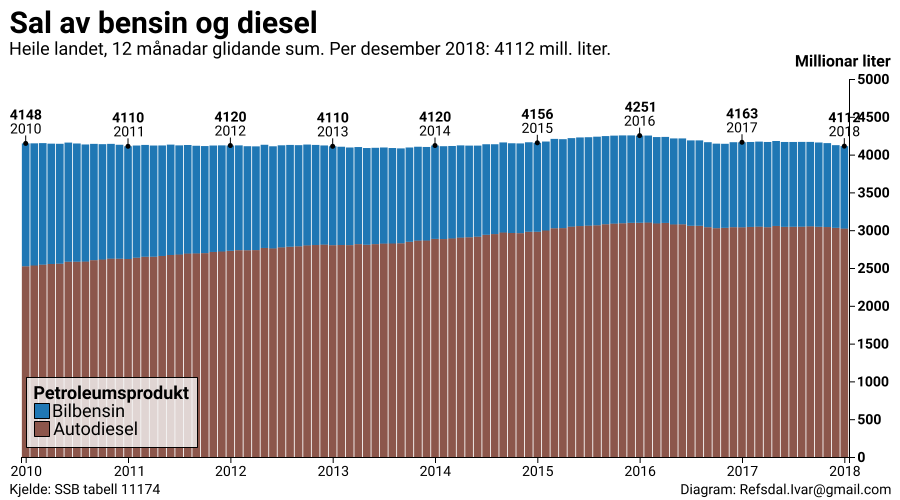 Sal av bensin og diesel
Heile landet, 12 månadar glidande sum. Per desember 2018: 4112 mill. liter.
Millionar liter
5000
4148 4110 4120 4110 4120 4156 4251 4163 4112 4500
2010 2011 2012 2013 2014 2015 2016 2017 2018
4000
3500
3000
2500
2000
1500
1000
500
0
Petroleumsprodukt
Bilbensin
Autodiesel
2010 2011 2012 2013 2014 2015 2016 2017 2018
Kjelde: SSB tabell 11174
Diagram: Refsdal.Ivar@gmail.com